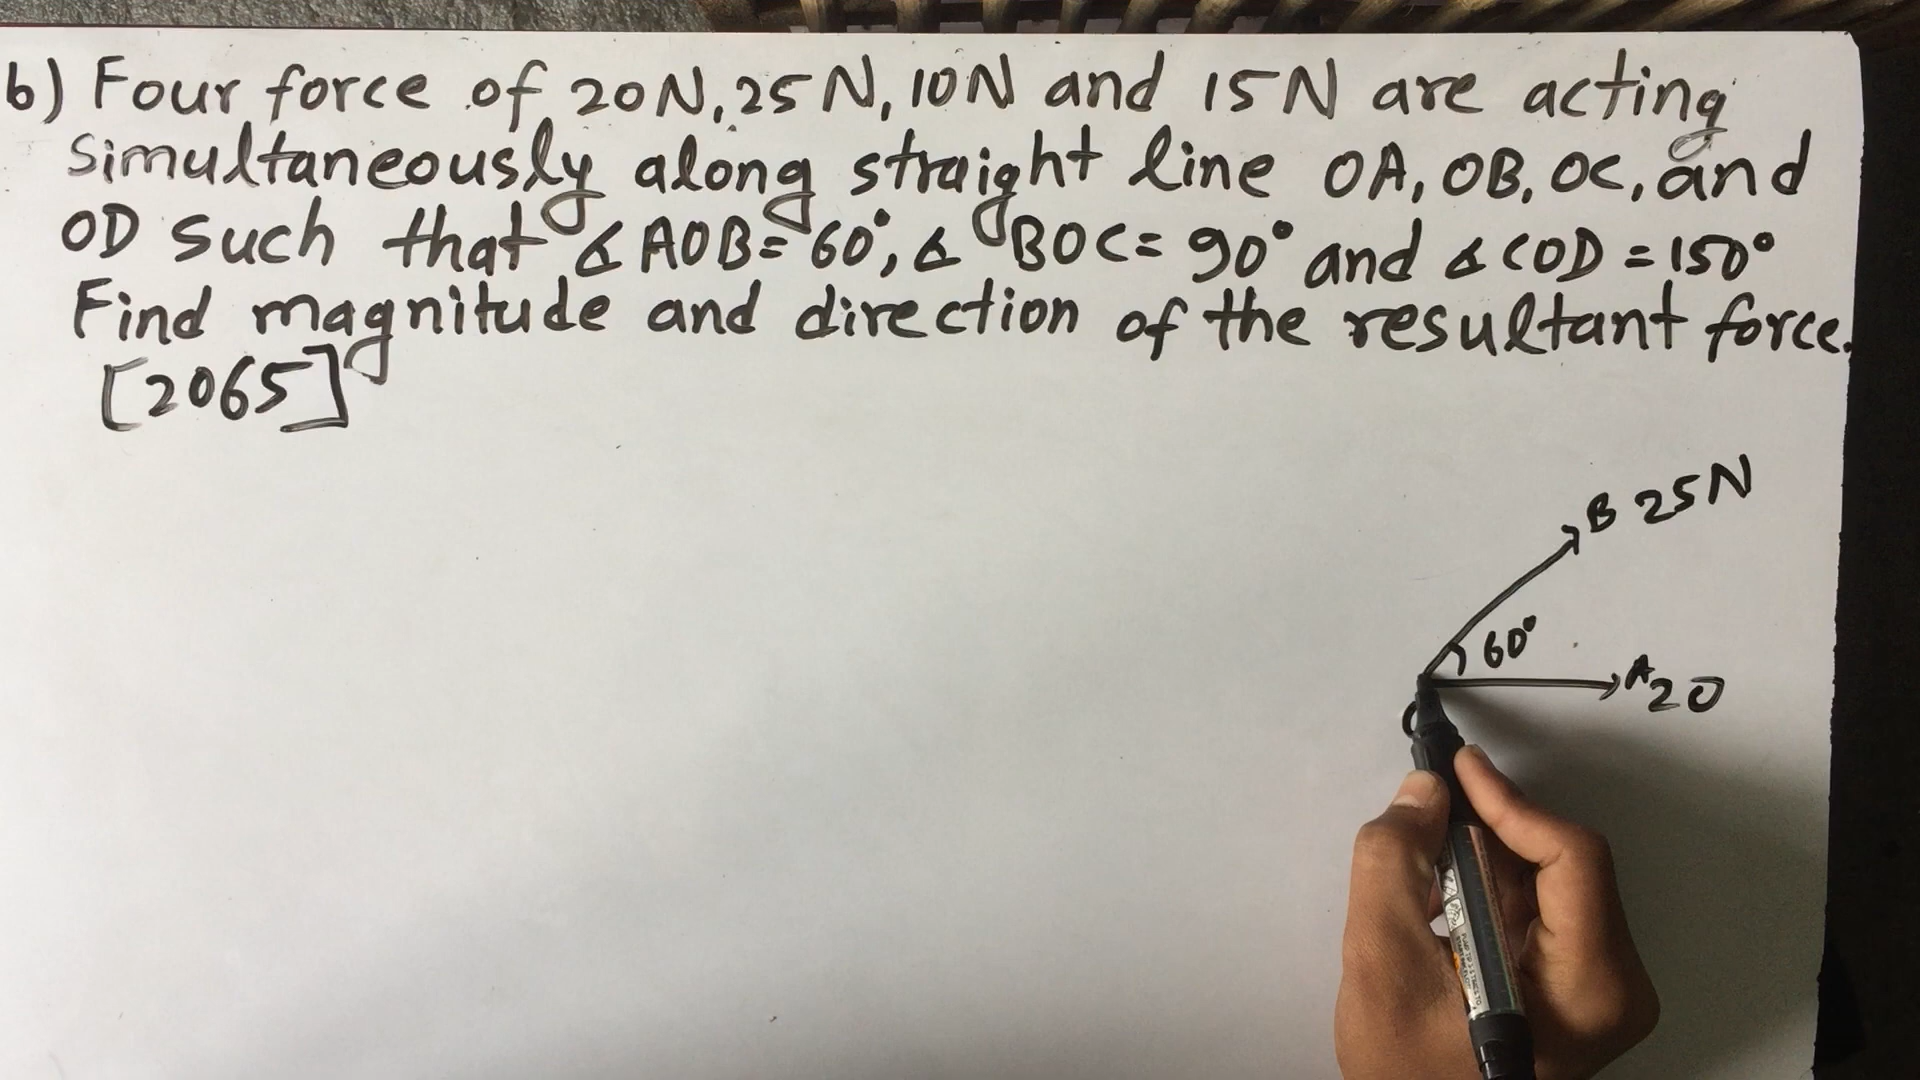 b) Four force of 20N, 25N, 10N and 15N are acting
Simultaneously along straight line OA, OB, OC, and
OD such that ∡AOB= 60°, ∡ BOC= 90° and ∡COD = 150°
Find magnitude and direction of the resultant force.
[2065]
B 25N
60°
A 20